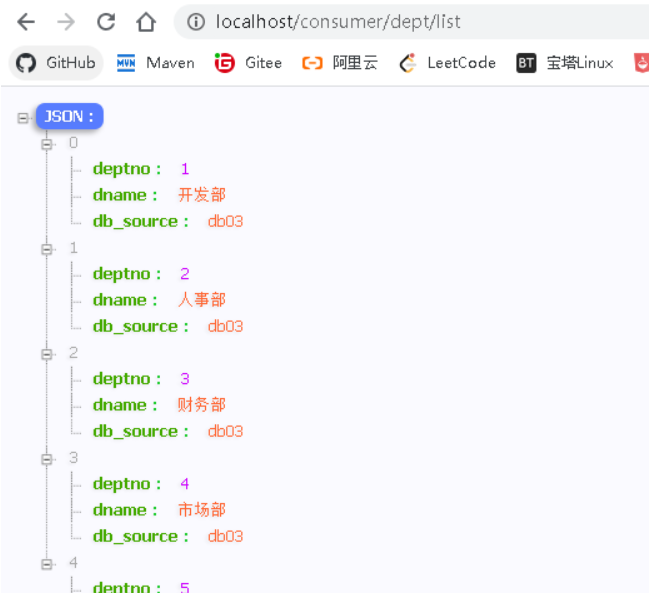 localhost/consumer/dept/list
GitHub MVN Maven Gitee 阿里云 LeetCode BT 宝塔Linux
JSON :
0
deptno : 1
dname : 开发部
db_source : db03
1
deptno : 2
dname : 人事部
db_source : db03
2
deptno : 3
dname : 财务部
db_source : db03
3
deptno : 4
dname : 市场部
db_source : db03
4
deptno : 5